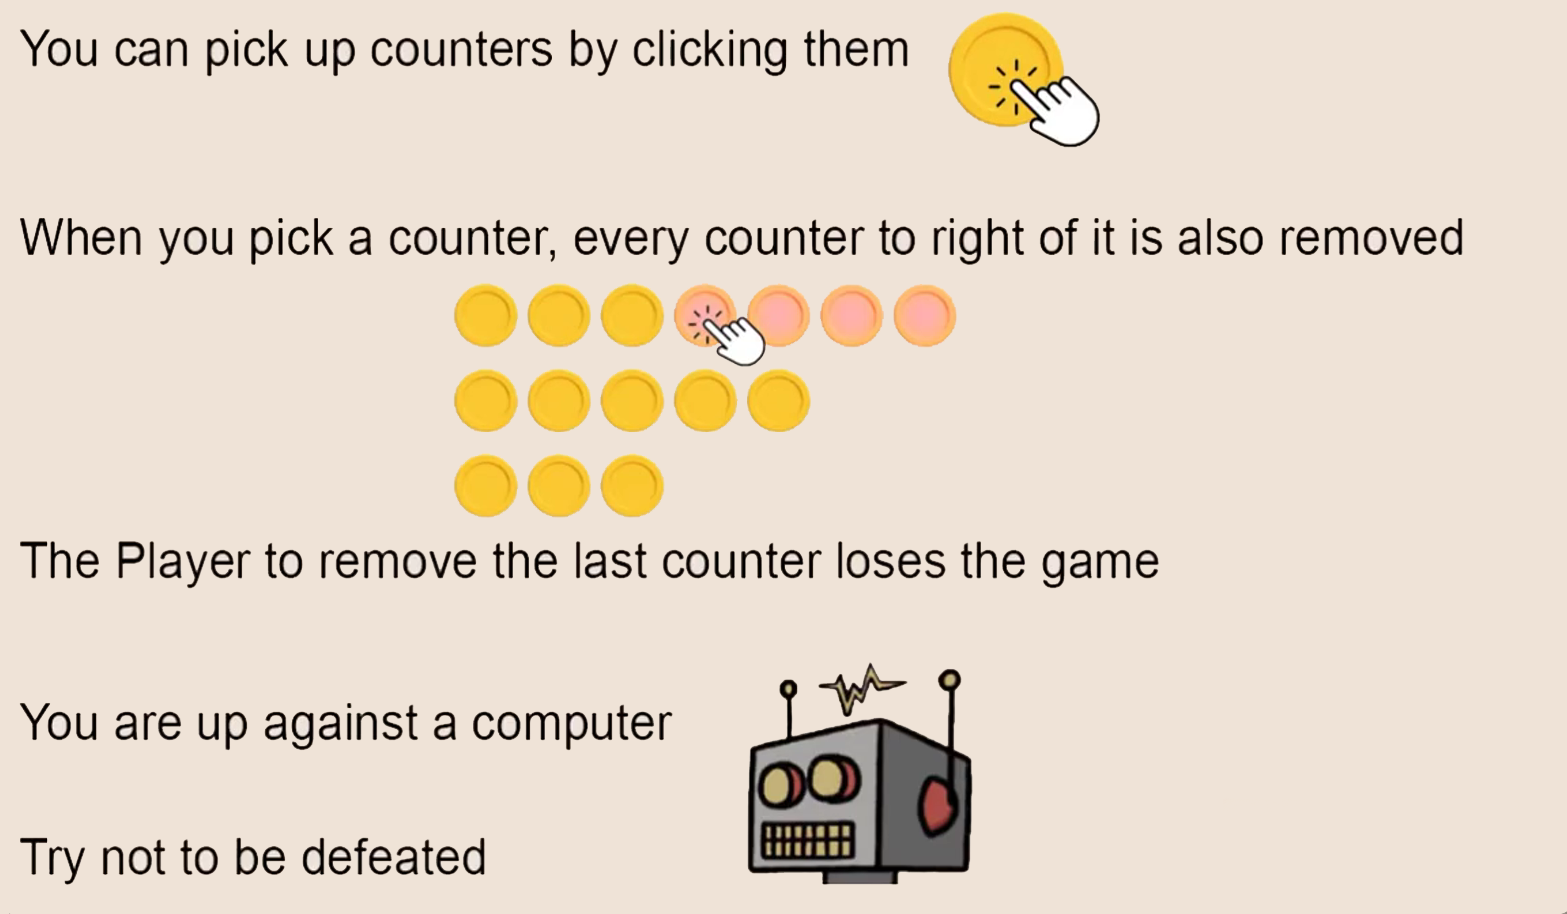 You can pick up counters by clicking them
When you pick a counter, every counter to right of it is also removed
The Player to remove the last counter loses the game
You are up against a computer
Try not to be defeated